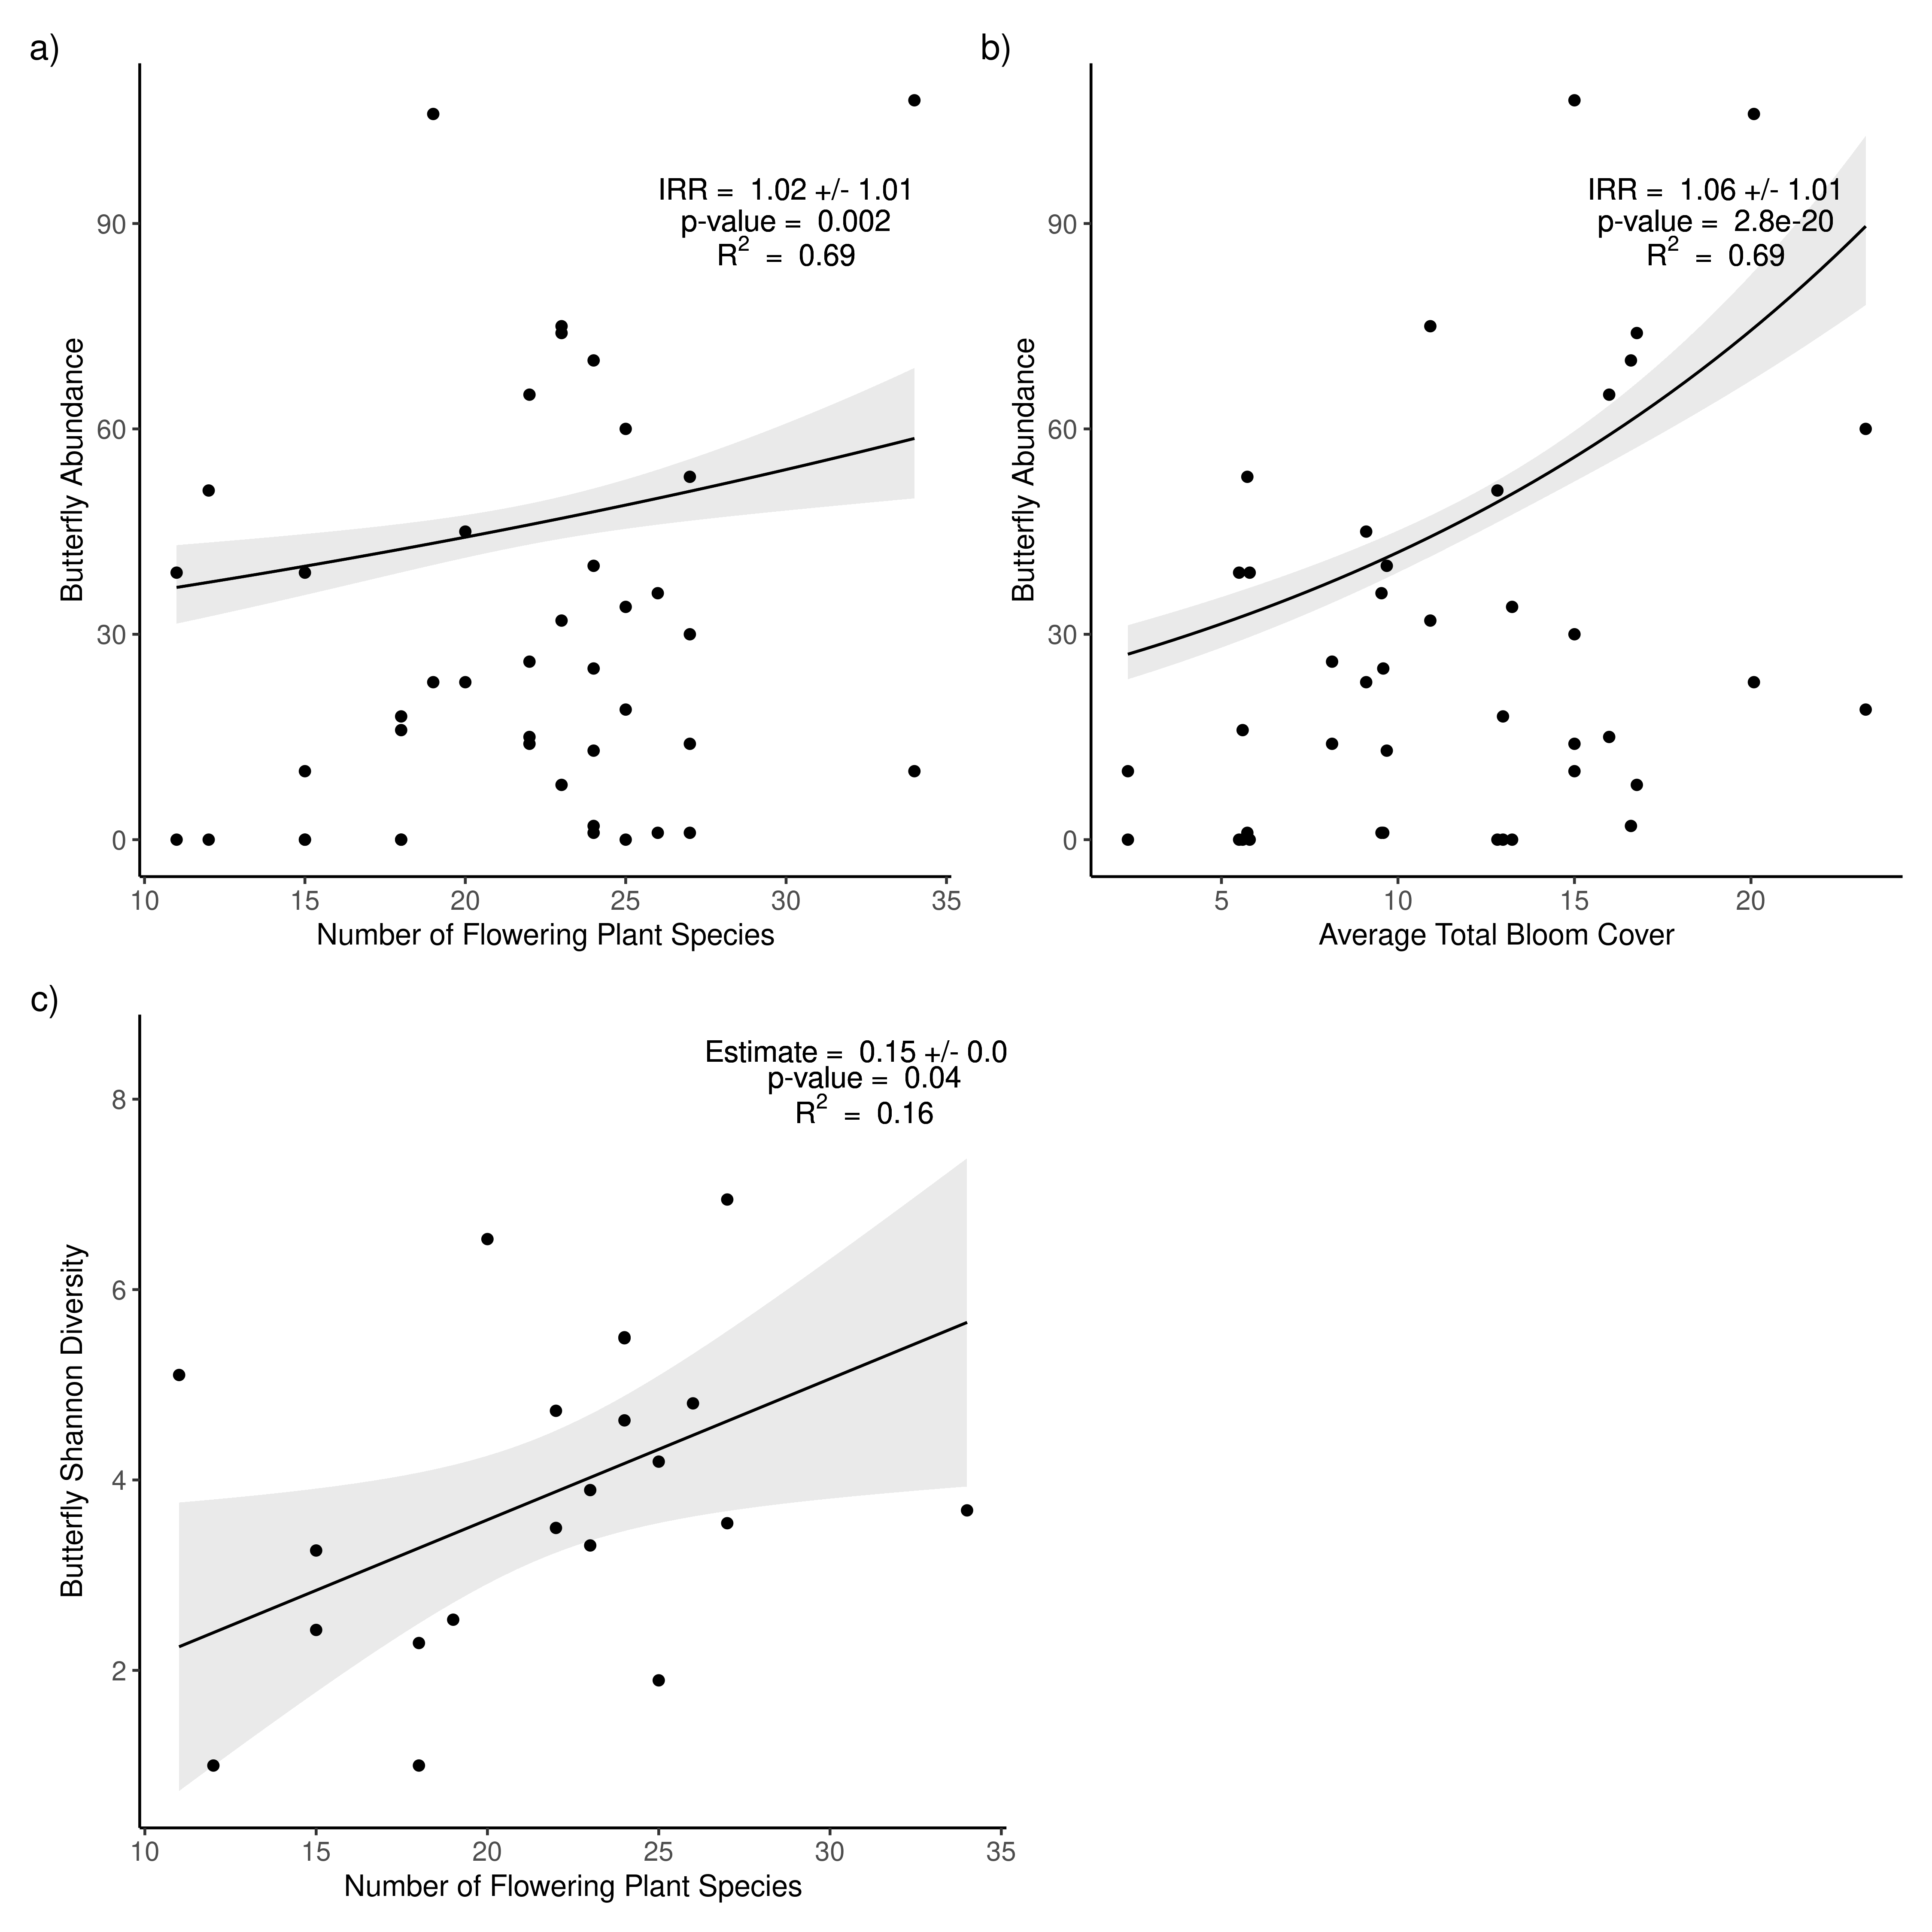 a)
IRR = 1.02 +/- 1.01
p-value = 0.002
R2 = 0.69
90
60
30
0
Butterfly Abundance
10 15 20 25 30 35
Number of Flowering Plant Species
b)
IRR = 1.06 +/- 1.01
p-value = 2.8e-20
R2 = 0.69
90
60
30
0
Butterfly Abundance
5 10 15 20
Average Total Bloom Cover
c)
Estimate = 0.15 +/- 0.0
p-value = 0.04
R2 = 0.16
8
6
4
2
Butterfly Shannon Diversity
10 15 20 25 30 35
Number of Flowering Plant Species